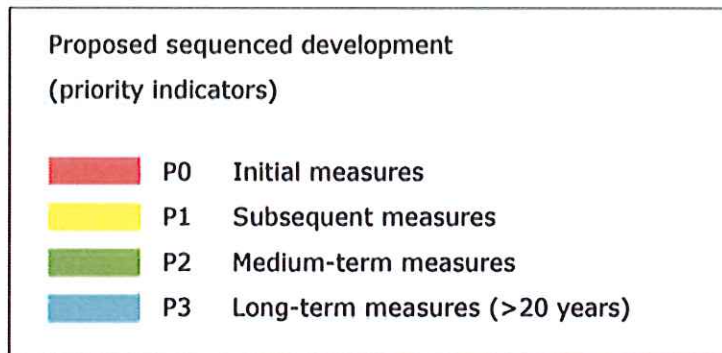 Proposed sequenced development
(priority indicators)
P0 Initial measures
P1 Subsequent measures
P2 Medium-term measures
P3 Long-term measures (>20 years)